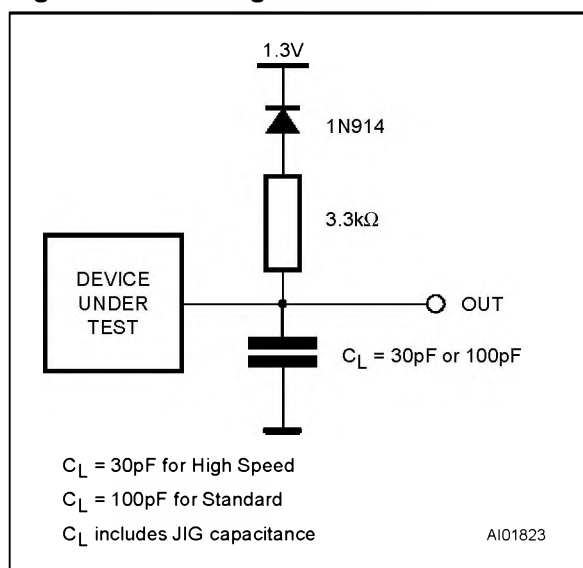 1.3V
1N914
3.3kΩ
DEVICE
UNDER
TEST
OUT
CL = 30pF or 100pF
CL = 30pF for High Speed
CL = 100pF for Standard
CL includes JIG capacitance
AI01823